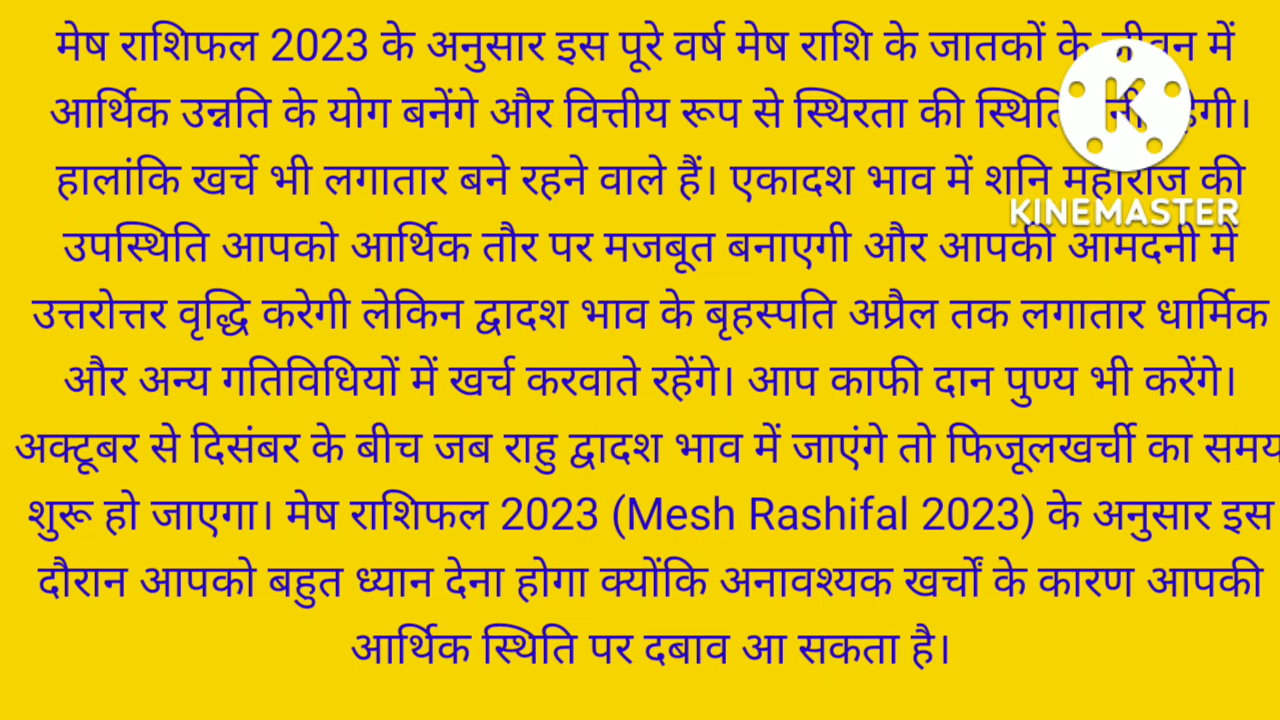 मेष राशिफल 2023 के अनुसार इस पूरे वर्ष मेष राशि के जातकों के जीवन में
आर्थिक उन्नति के योग बनेंगे और वित्तीय रूप से स्थिरता की स्थिति
हालांकि खर्चे भी लगातार बने रहने वाले हैं। एकादश भाव में शनि महाराज की
KINEMASTER
उपस्थिति आपको आर्थिक तौर पर मजबूत बनाएगी और आपकी आमदनी में
उत्तरोत्तर वृद्धि करेगी लेकिन द्वादश भाव के बृहस्पति अप्रैल तक लगातार धार्मिक
और अन्य गतिविधियों में खर्च करवाते रहेंगे। आप काफी दान पुण्य भी करेंगे।
अक्टूबर से दिसंबर के बीच जब राहु द्वादश भाव में जाएंगे तो फिजूलखर्ची का समय
शुरू हो जाएगा। मेष राशिफल 2023 (Mesh Rashifal 2023) के अनुसार इस
दौरान आपको बहुत ध्यान देना होगा क्योंकि अनावश्यक खर्चों के कारण आपकी
आर्थिक स्थिति पर दबाव आ सकता है।